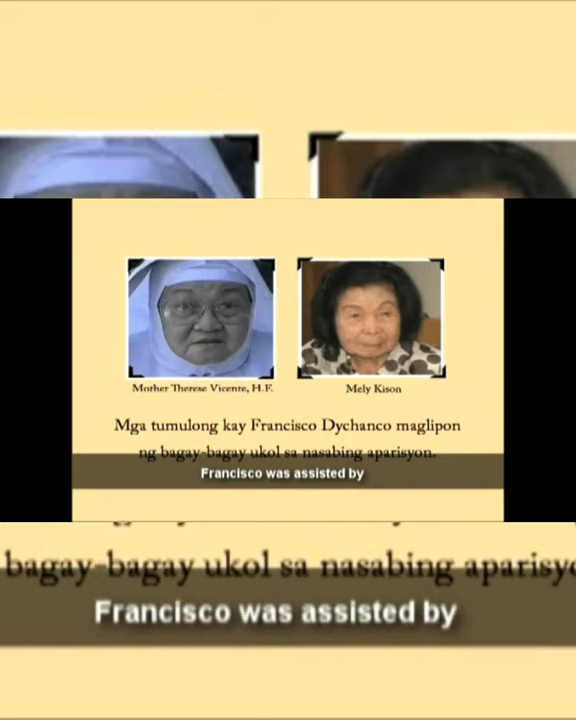 Mother Therese Vicente, H.F.
Mely Kison
Mga tumulong kay Francisco Dychanco maglipon
ng bagay-bagay ukol sa nasabing aparisyon.
Francisco was assisted by
bagay-bagay ukol sa nasabing aparisyo
Francisco was assisted by